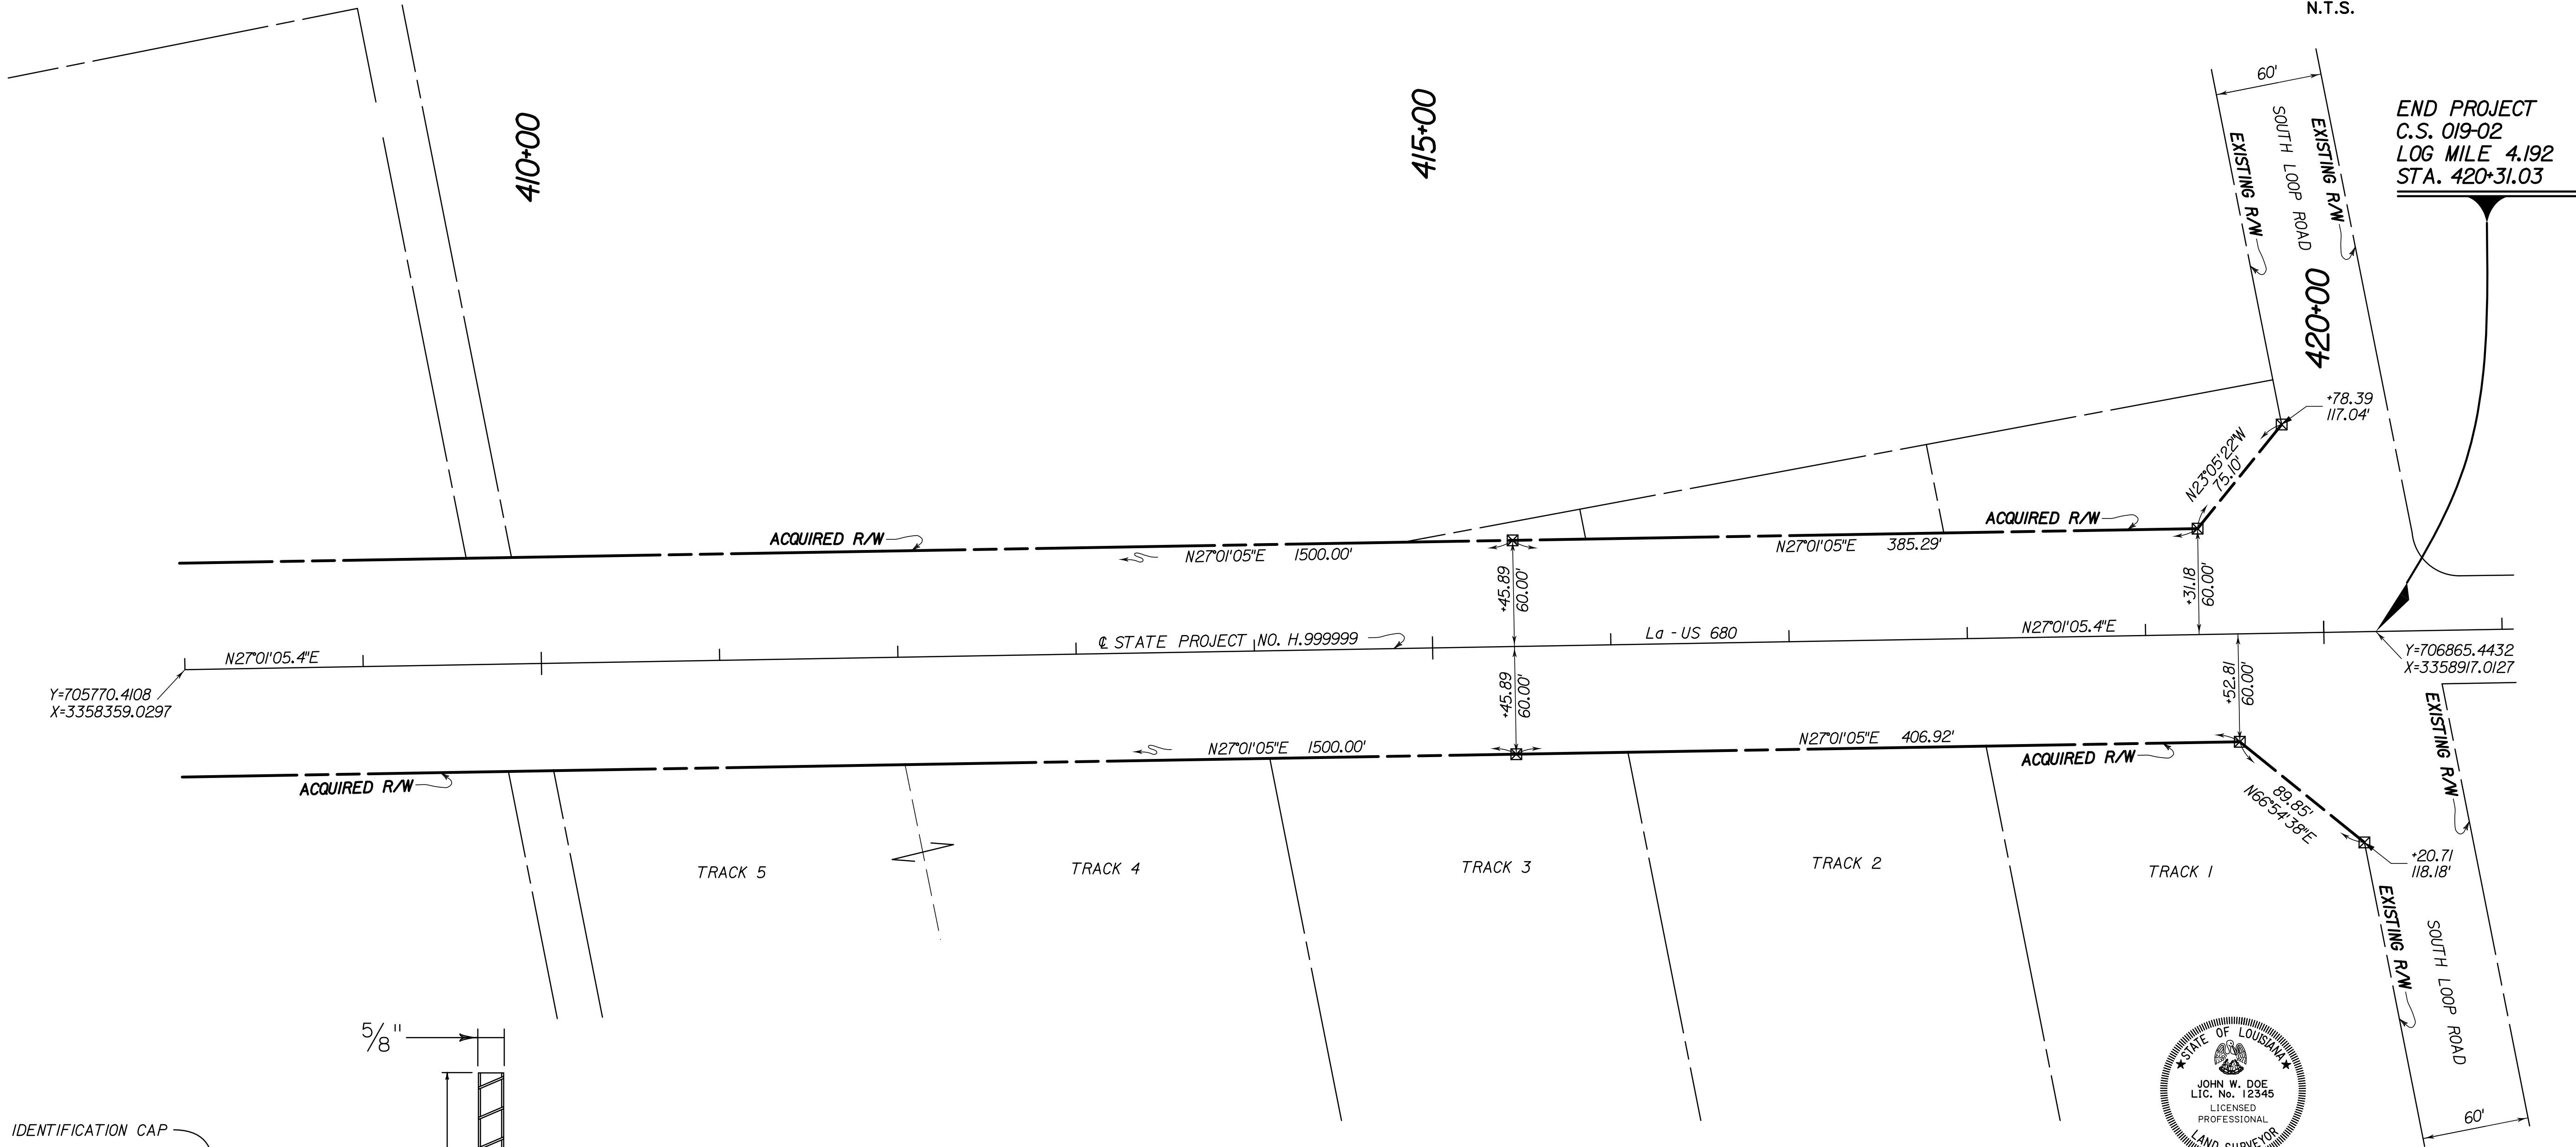 N.T.S.
60'
410+00
415+00
END PROJECT
C.S. 019-02
LOG MILE 4.192
STA. 420+31.03
EXISTING R/W
SOUTH LOOP ROAD
EXISTING R/W
420+00
+78.39
117.04'
N23°05'22"W
75.10'
ACQUIRED R/W
ACQUIRED R/W
N27°01'05"E 1500.00'
N27°01'05"E 385.29'
+45.89
60.00'
+31.18
60.00'
N27°01'05.4"E
℄ STATE PROJECT NO. H.999999
La - US 680
N27°01'05.4"E
Y=705770.4108
X=3358359.0297
Y=706865.4432
X=3358917.0127
+45.89
60.00'
+52.81
60.00'
N27°01'05"E 1500.00'
N27°01'05"E 406.92'
ACQUIRED R/W
ACQUIRED R/W
89.85'
N66°54'38"E
EXISTING R/W
+20.71
118.18'
TRACK 5
TRACK 4
TRACK 3
TRACK 2
TRACK 1
EXISTING R/W
SOUTH LOOP ROAD
60'
5/8"
IDENTIFICATION CAP
STATE OF LOUISIANA
JOHN W. DOE
LIC. No. 12345
LICENSED
PROFESSIONAL
LAND SURVEYOR